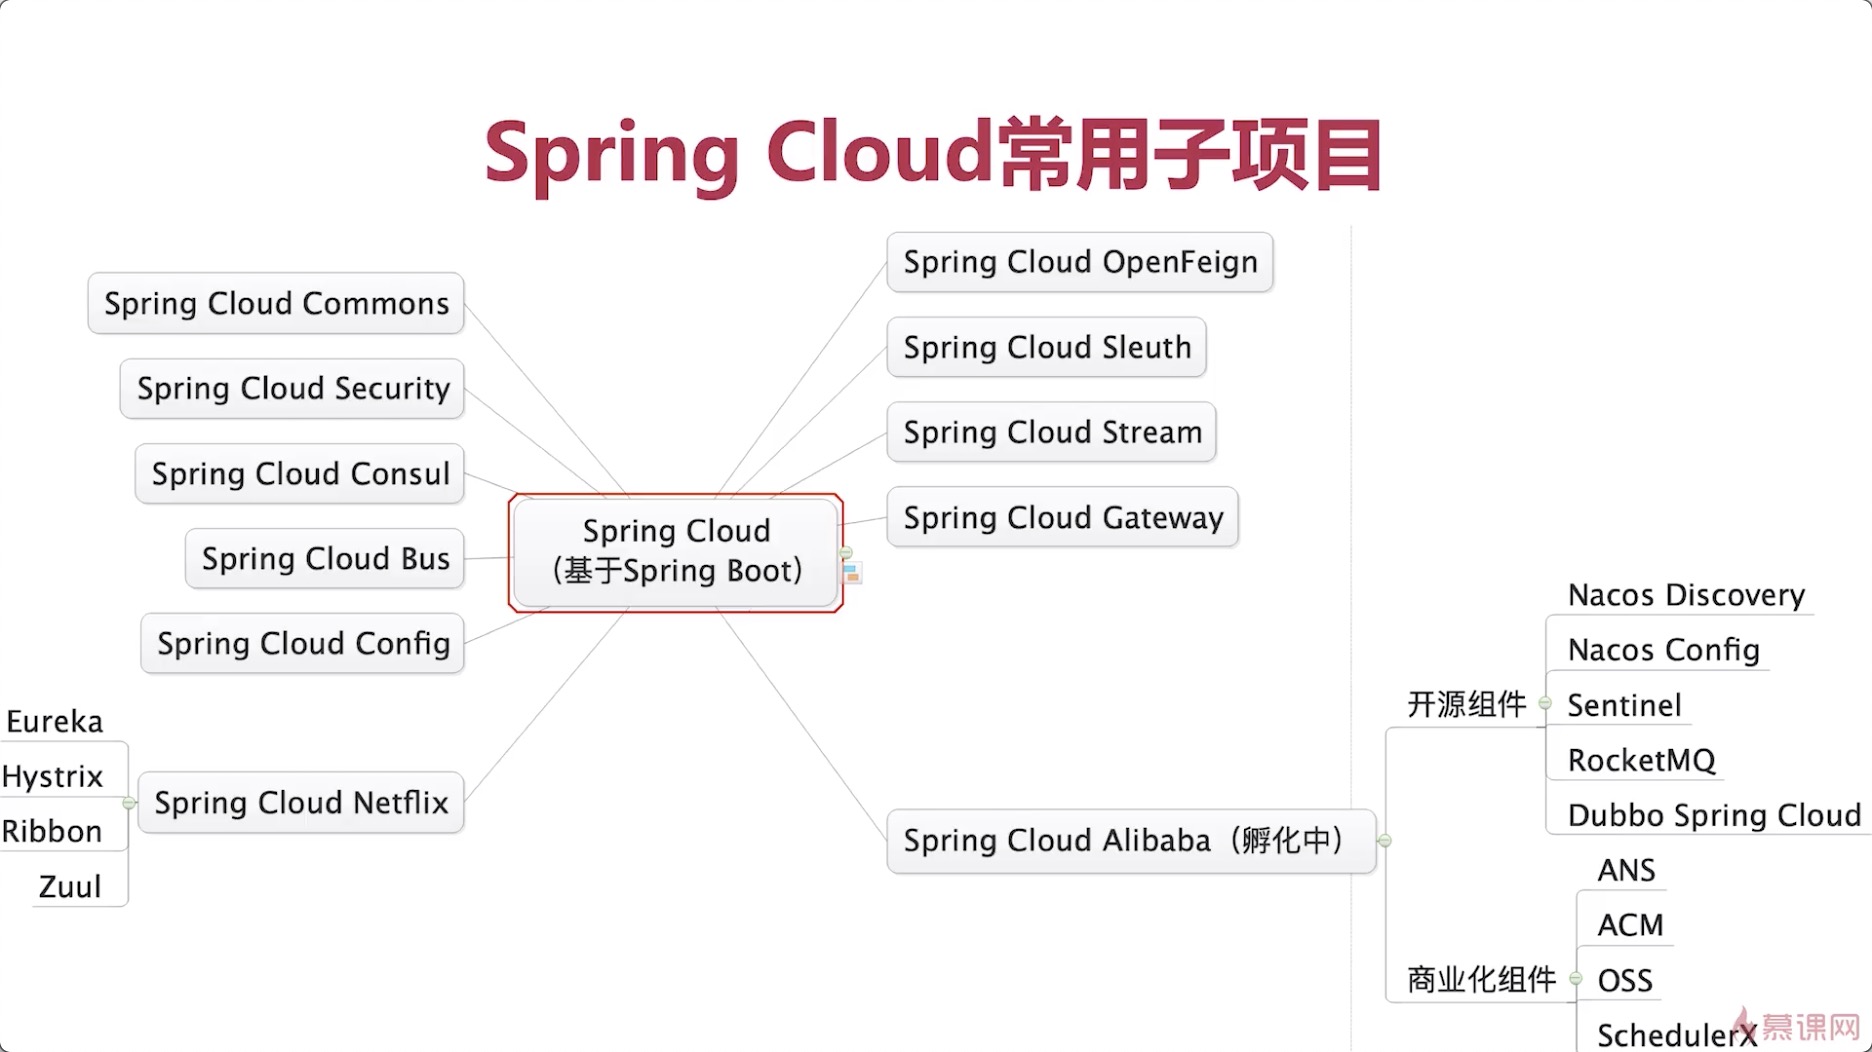 Spring Cloud常用子项目
Spring Cloud Commons
Spring Cloud Security
Spring Cloud Consul
Spring Cloud Bus
Spring Cloud Config
Eureka
Hystrix
Ribbon
Zuul
Spring Cloud Netflix
Spring Cloud
（基于Spring Boot）
Spring Cloud OpenFeign
Spring Cloud Sleuth
Spring Cloud Stream
Spring Cloud Gateway
Spring Cloud Alibaba（孵化中）
开源组件
Nacos Discovery
Nacos Config
Sentinel
RocketMQ
Dubbo Spring Cloud
商业化组件
ANS
ACM
OSS
SchedulerX
慕课网